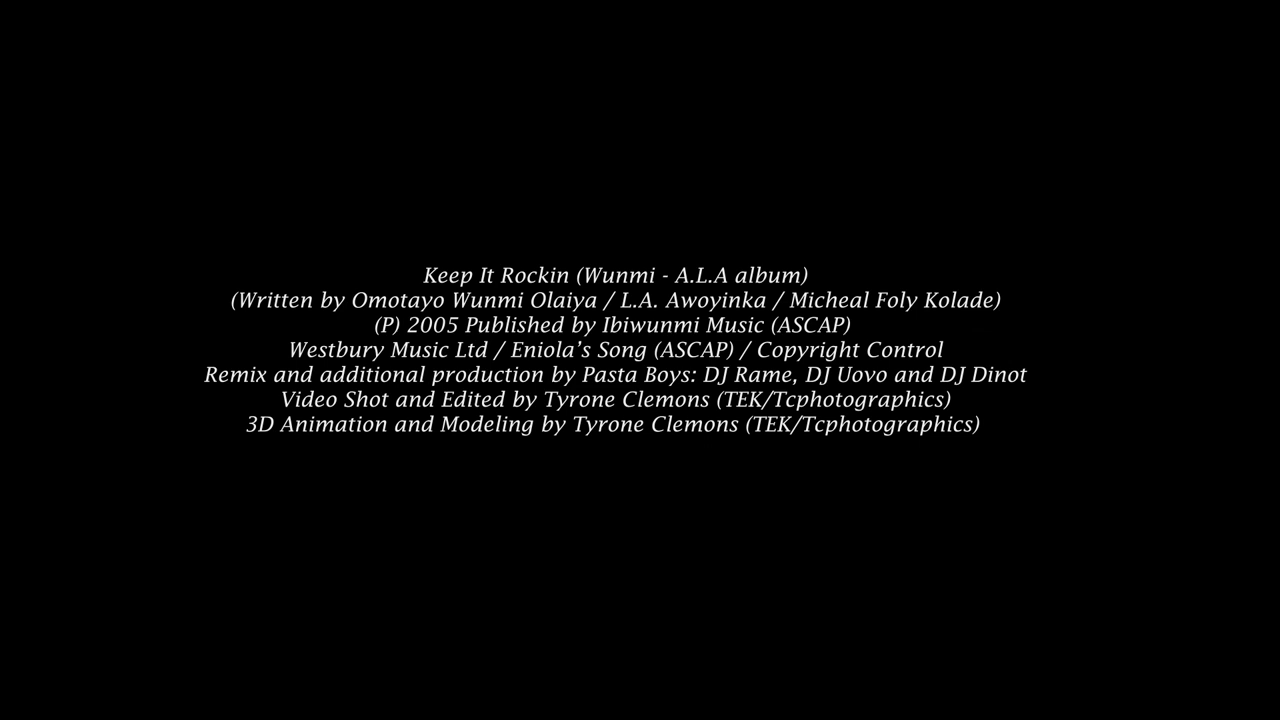 Keep It Rockin (Wunmi - A.L.A album)
(Written by Omotayo Wunmi Olaiya / L.A. Awoyinka / Micheal Foly Kolade)
(P) 2005 Published by Ibiwunmi Music (ASCAP)
Westbury Music Ltd / Eniola’s Song (ASCAP) / Copyright Control
Remix and additional production by Pasta Boys: DJ Rame, DJ Uovo and DJ Dinot
Video Shot and Edited by Tyrone Clemons (TEK/Tcphotographics)
3D Animation and Modeling by Tyrone Clemons (TEK/Tcphotographics)